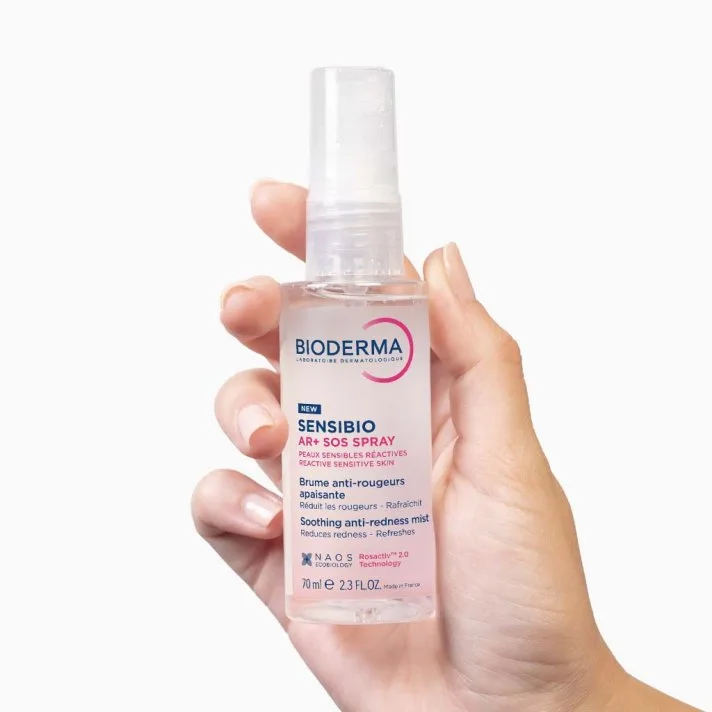 BIODERMA
LABORATOIRE DERMATOLOGIQUE
NEW
SENSIBIO
AR+ SOS SPRAY
PEAUX SENSIBLES RÉACTIVES
REACTIVE SENSITIVE SKIN
Brume anti-rougeurs
apaisante
Réduit les rougeurs - Rafraîchit
Soothing anti-redness mist
Reduces redness - Refreshes
NAOS
ECOBIOLOGY
Rosactiv™ 2.0
Technology
70 ml ℮ 2.3 FL.OZ. Made in France